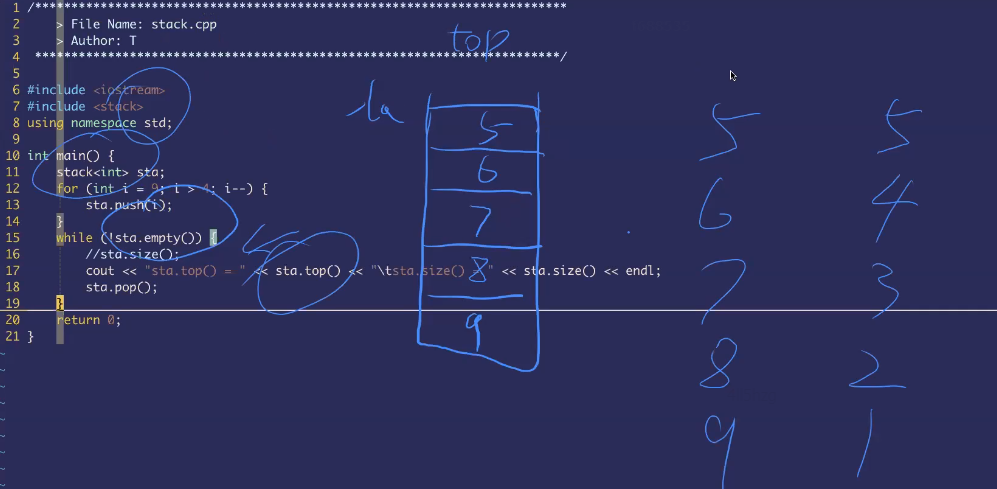 1 /**********************************************************************
2     > File Name: stack.cpp
3     > Author: T
4  **********************************************************************/
5
6 #include <iostream>
7 #include <stack>
8 using namespace std;
9
10 int main() {
11     stack<int> sta;
12     for (int i = 9; i > 4; i--) {
13         sta.push(i);
14     }
15     while (!sta.empty()) {
16         //sta.size();
17         cout << "sta.top() = " << sta.top() << "\tsta.size() = " << sta.size() << endl;
18         sta.pop();
19     }
20     return 0;
21 }
~
~
~
~
~
~
~
~
~
top
5
6
7
8
9
5 5
6 4
7 3
8 2
9 1